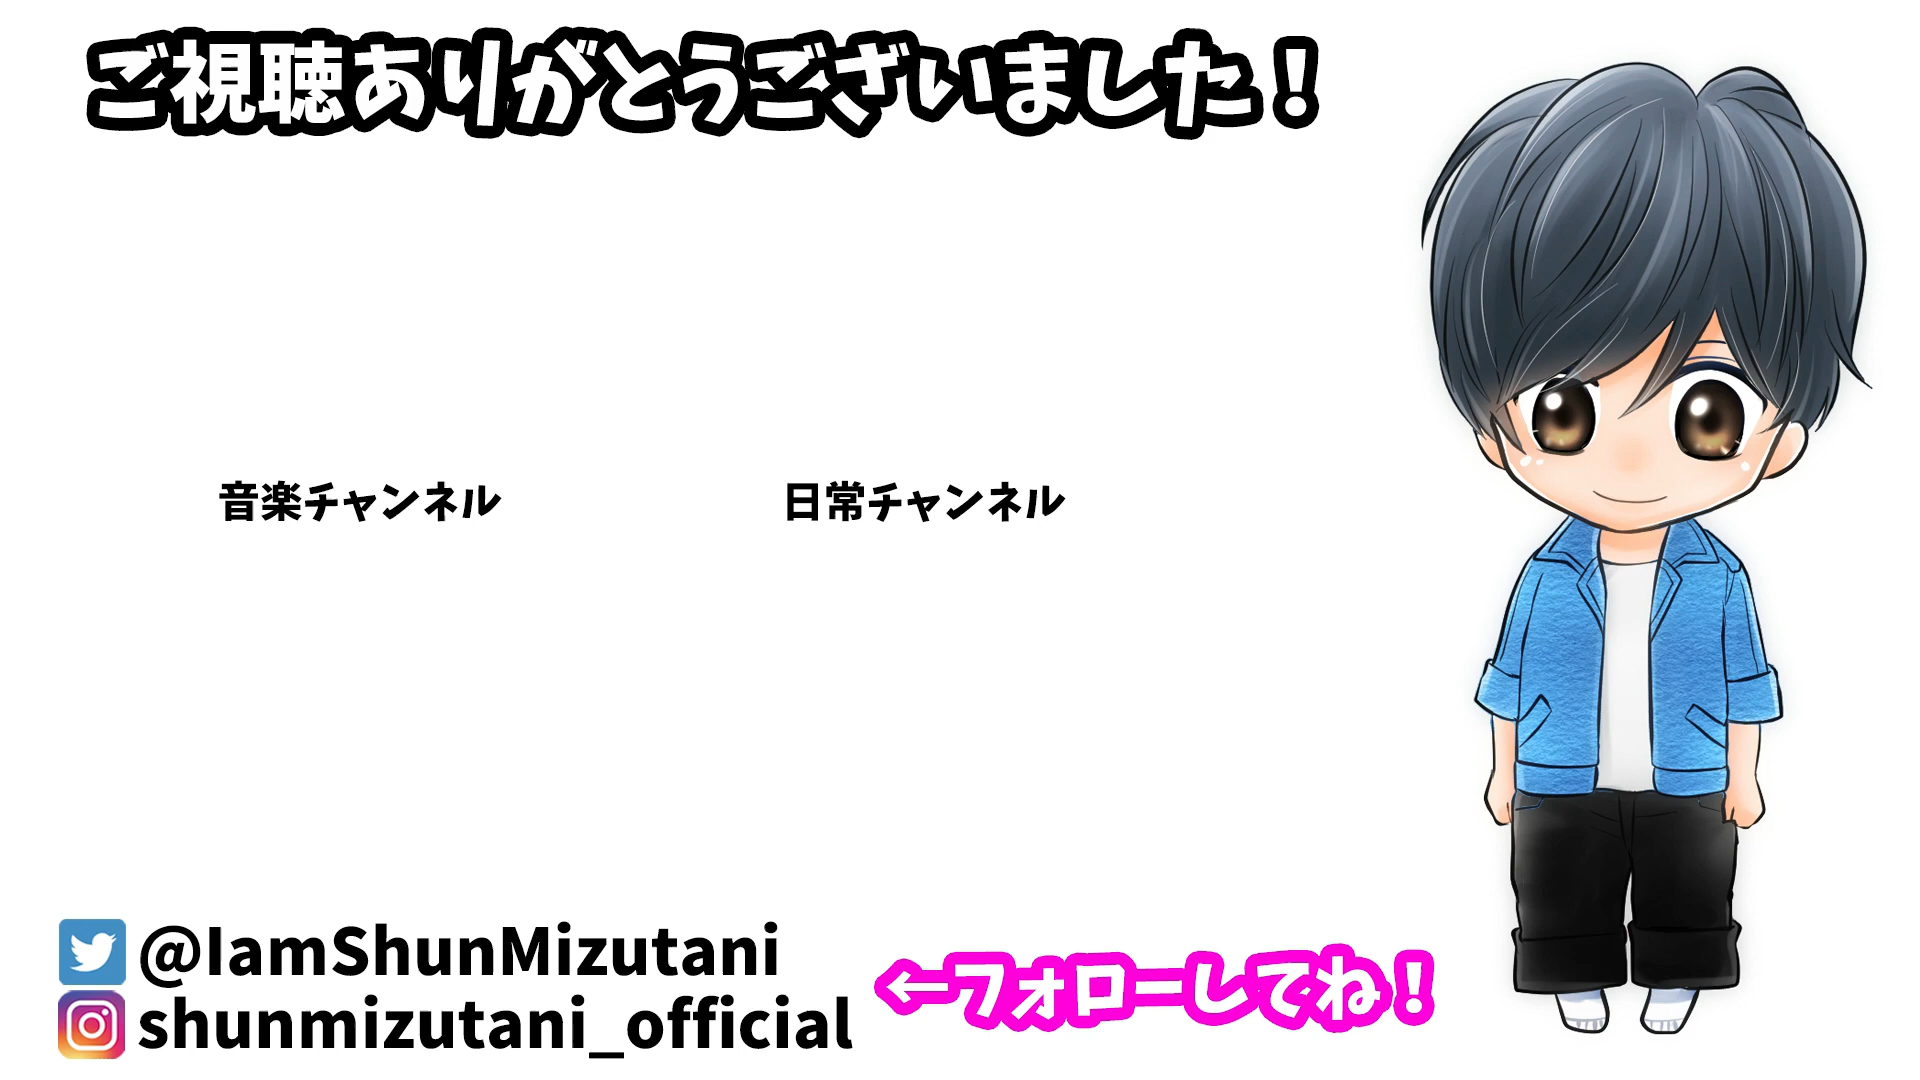 ご視聴ありがとうございました！
音楽チャンネル
日常チャンネル
@IamShunMizutani
shunmizutani_official
←フォローしてね！